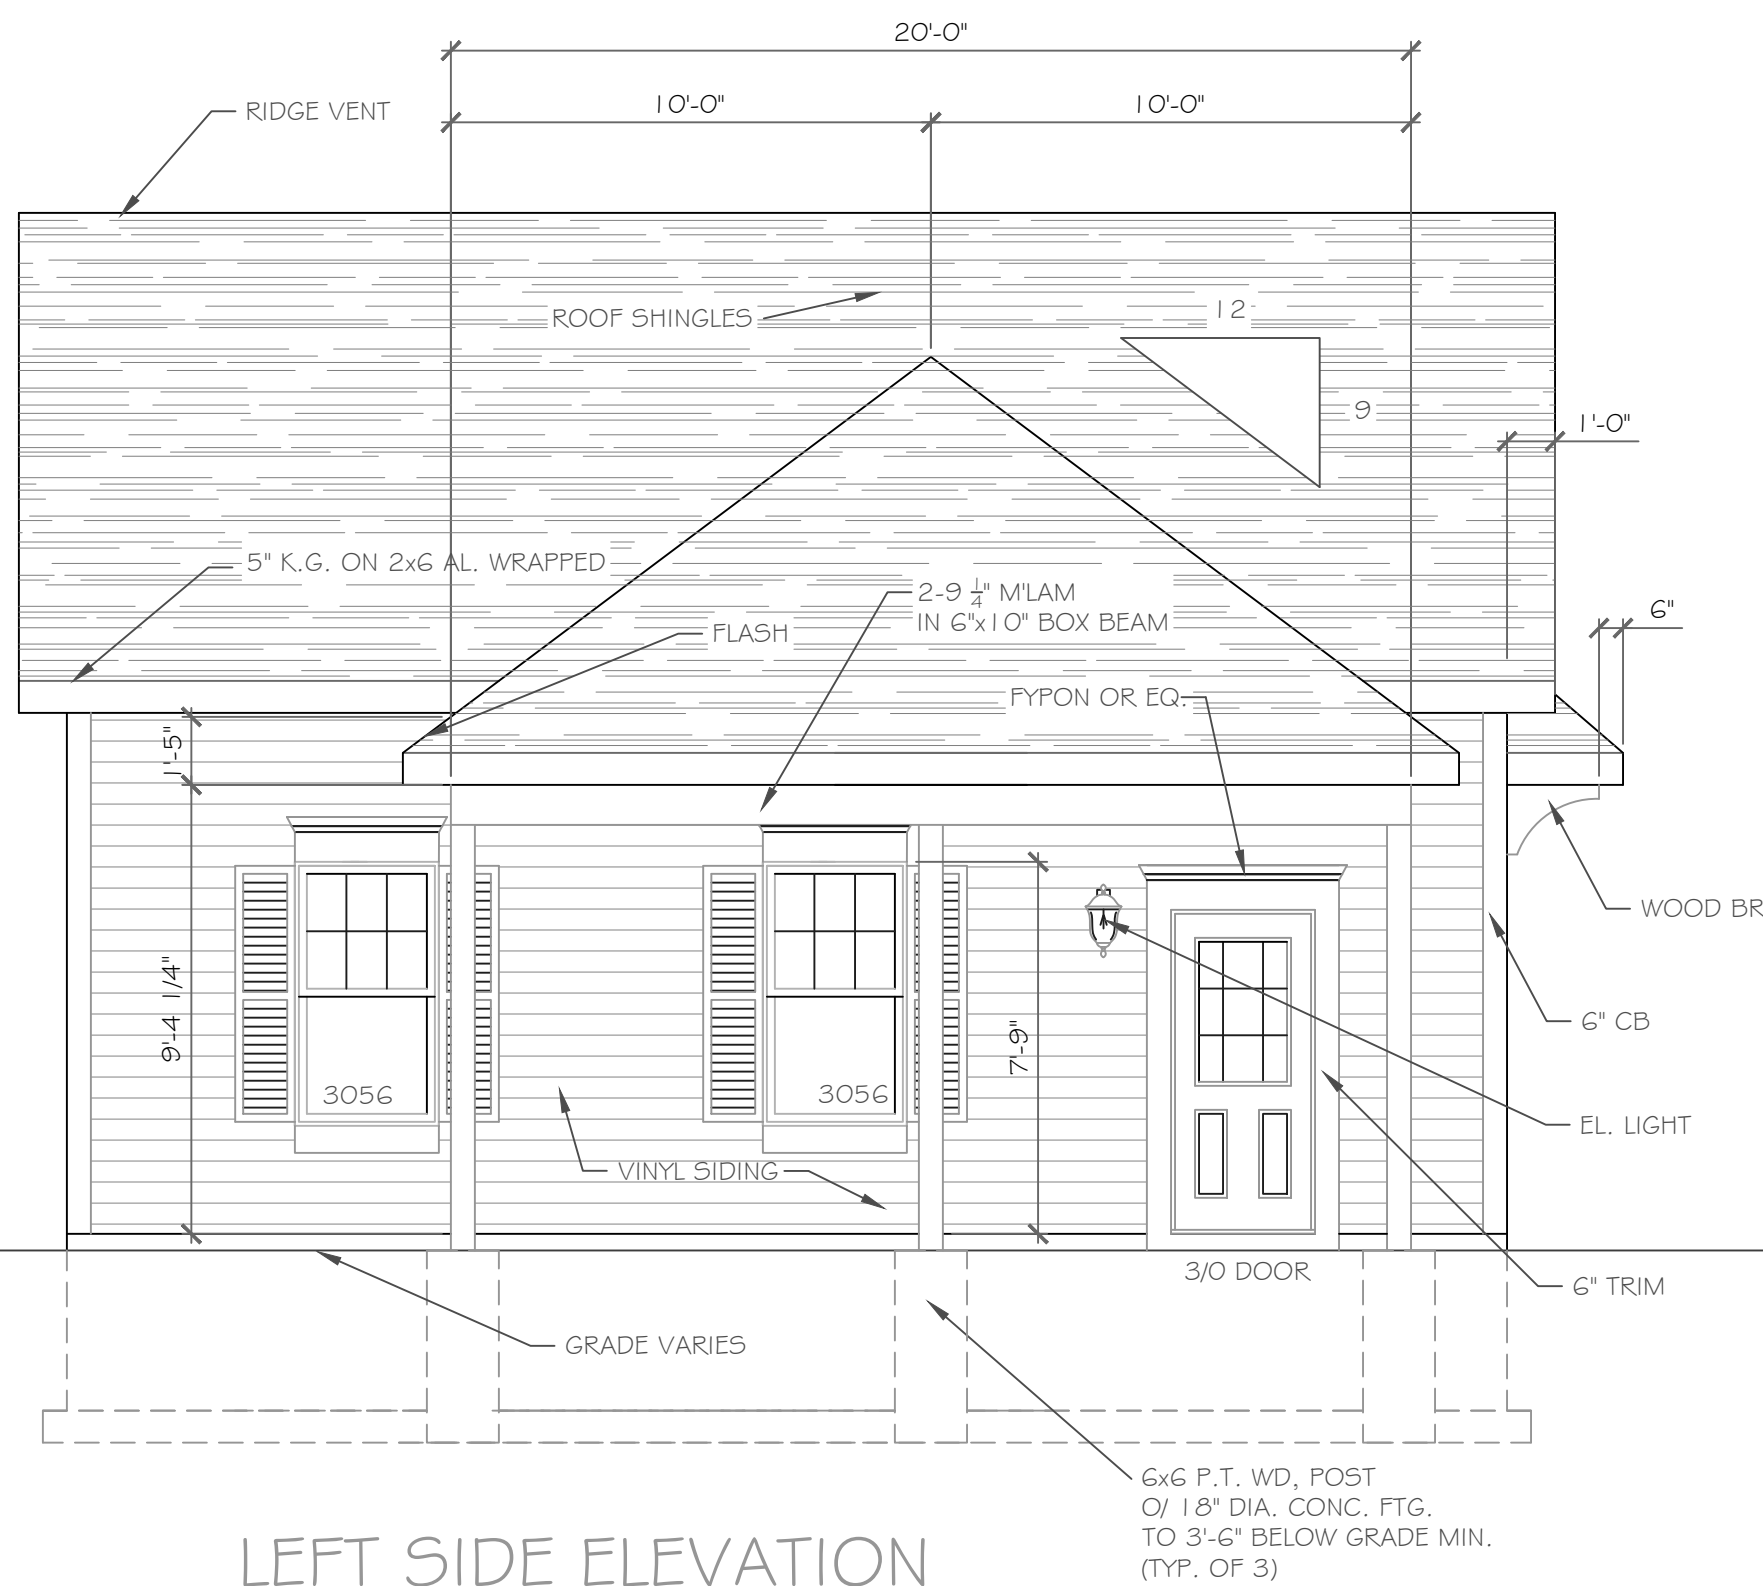 20'-0"
10'-0"
10'-0"
RIDGE VENT
ROOF SHINGLES
12
9
1'-0"
5" K.G. ON 2x6 AL. WRAPPED
2-9 1/4" M'LAM
IN 6"x10" BOX BEAM
6"
FLASH
FYPON OR EQ.
1'-5"
WOOD BR
9'-4 1/4"
7'-9"
6" CB
3056
3056
EL. LIGHT
VINYL SIDING
3/0 DOOR
6" TRIM
GRADE VARIES
6x6 P.T. WD, POST
O/ 18" DIA. CONC. FTG.
TO 3'-6" BELOW GRADE MIN.
(TYP. OF 3)
LEFT SIDE ELEVATION